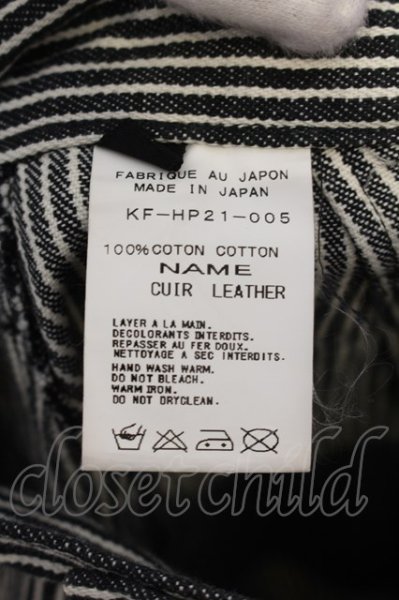 FABRIQUE AU JAPON
MADE IN JAPAN
KF-HP21-005
100%COTON COTTON
NAME
CUIR LEATHER
LAYER A LA MAIN.
DECOLORANTS INTERDITS.
REPASSER AU FER DOUX.
NETTOYAGE A SEC INTERDITS.
HAND WASH WARM.
DO NOT BLEACH.
WARM IRON.
DO NOT DRYCLEAN.
closetchild